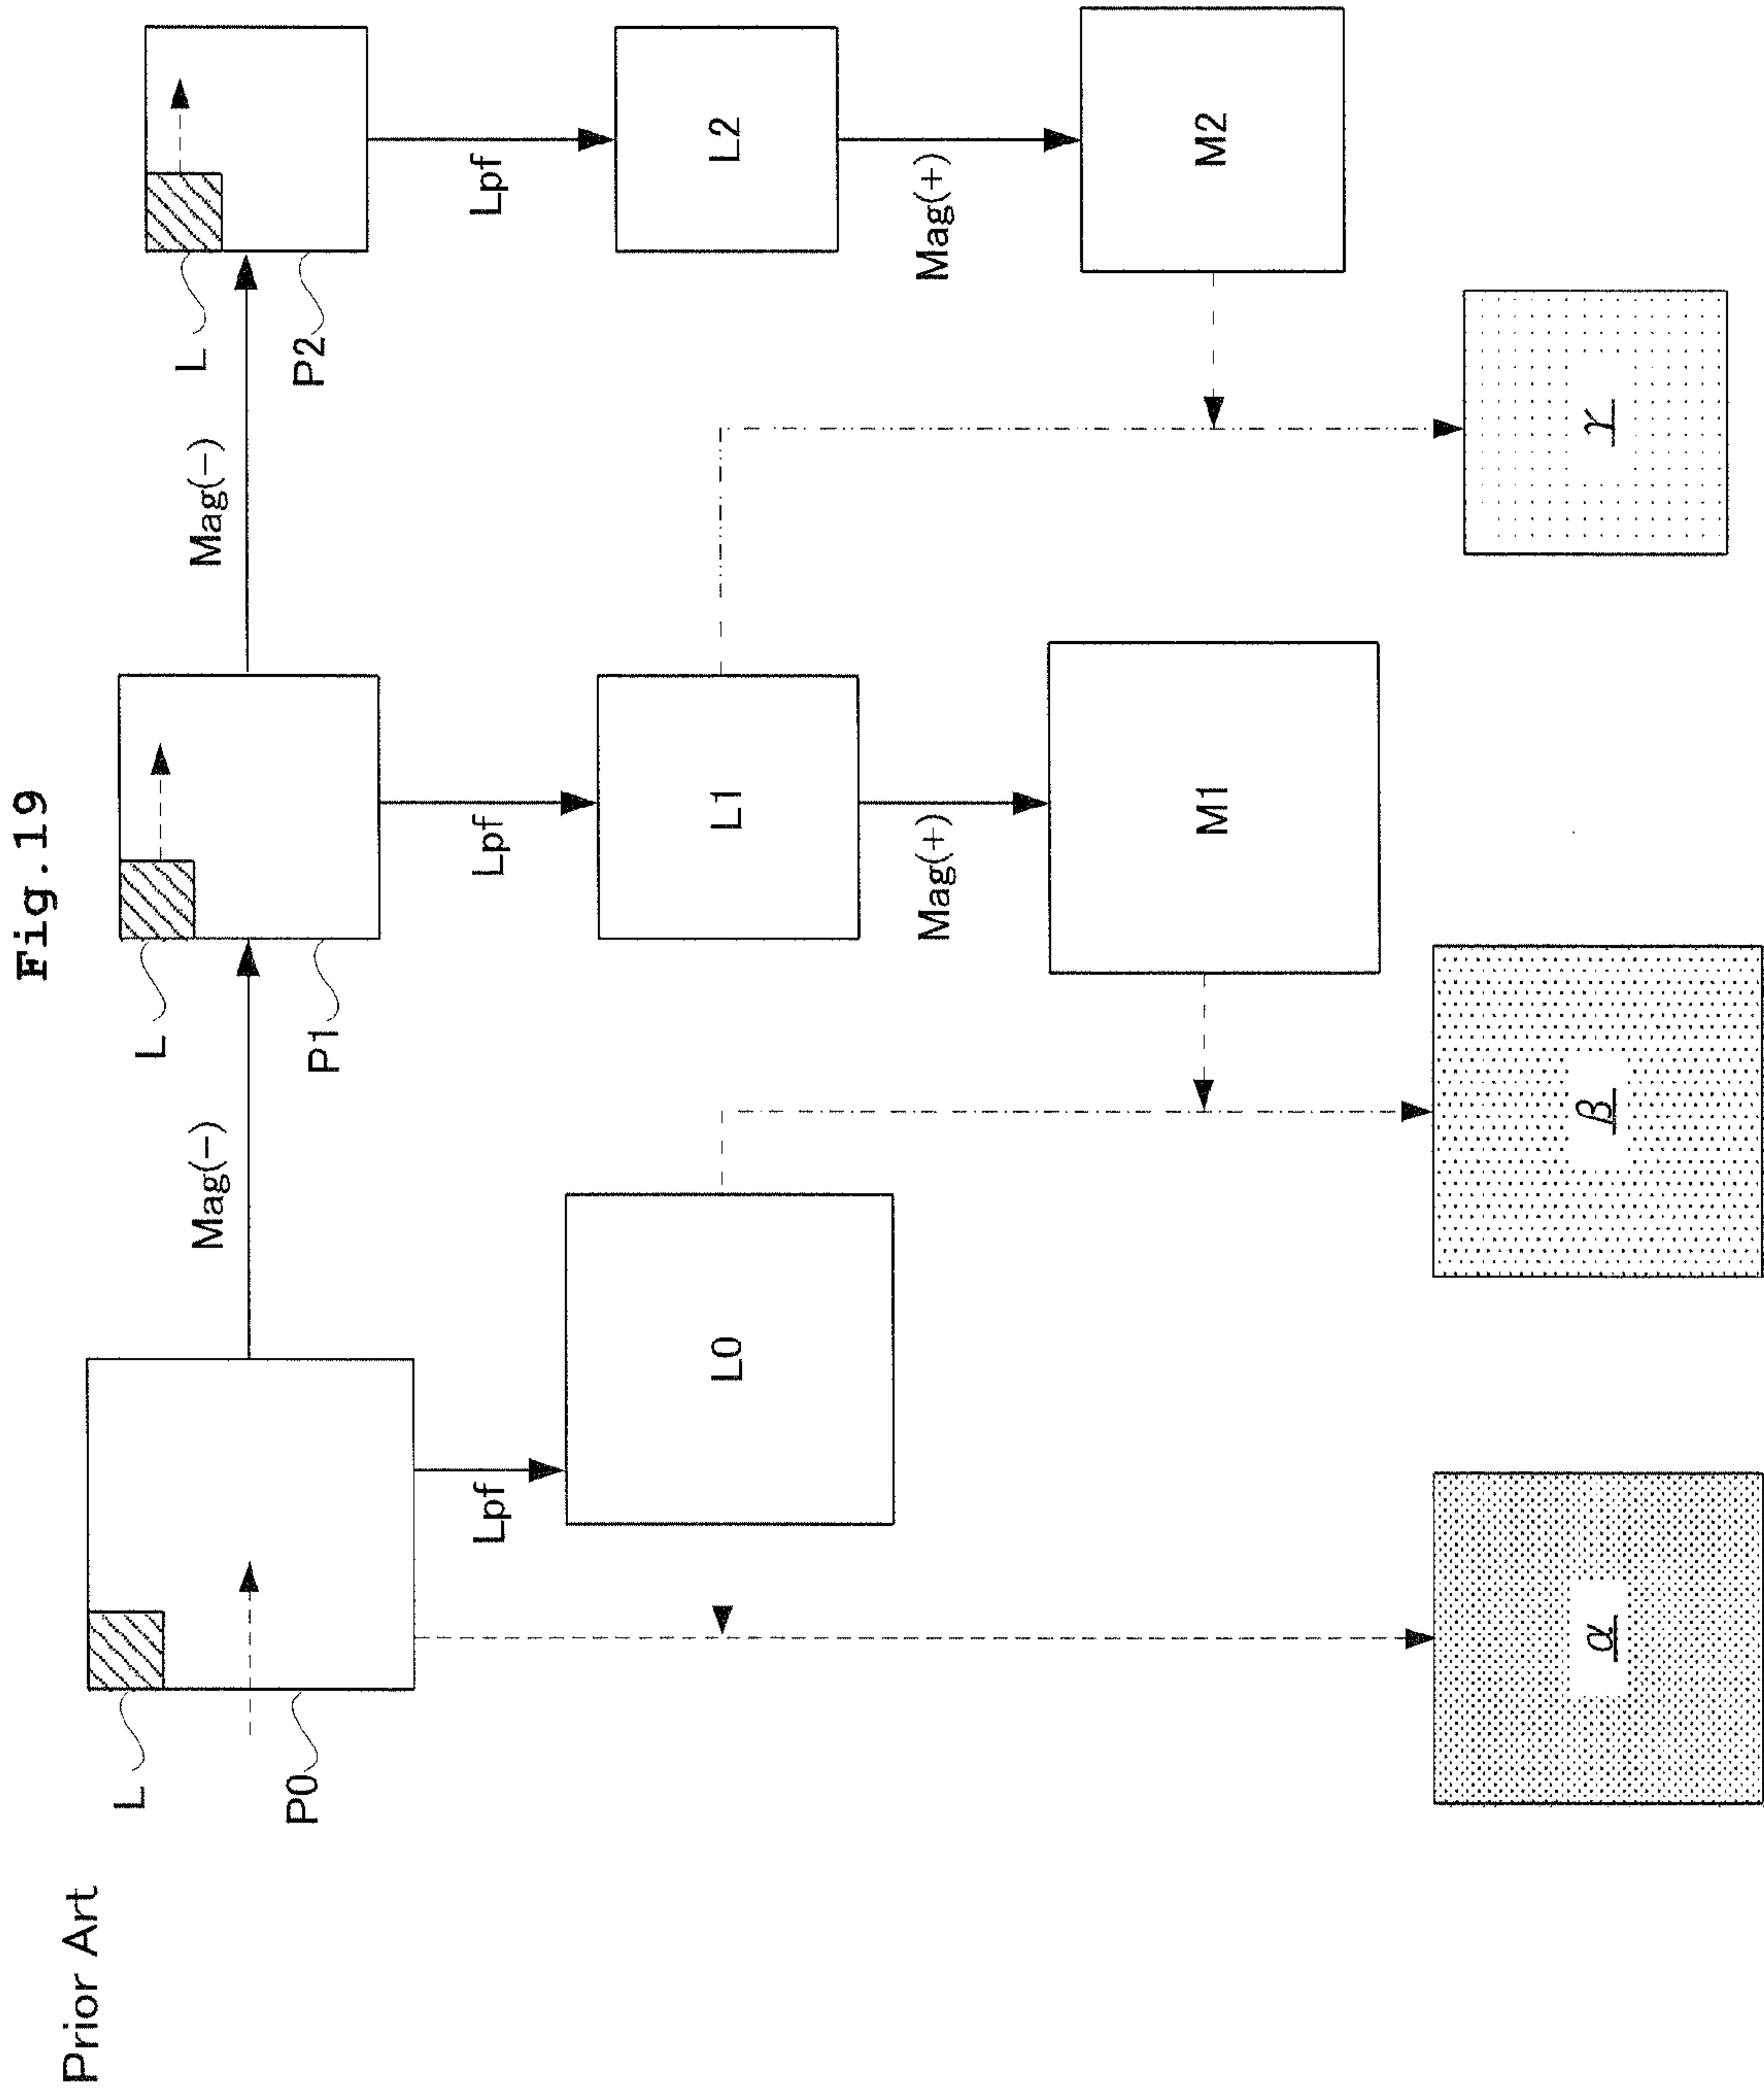 Prior Art
Fig.19
L
P0
Mag(-)
L
P1
Mag(-)
L
P2
Lpf
Lpf
Lpf
L0
L1
L2
Mag(+)
Mag(+)
M1
M2
α
β
γ